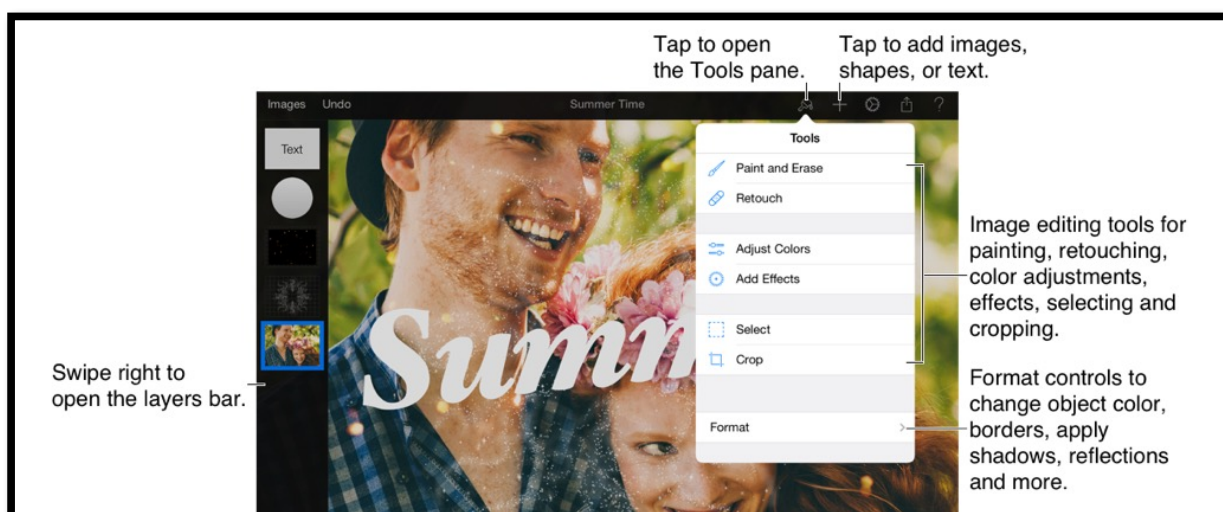 Tap to open
the Tools pane.
Tap to add images,
shapes, or text.
Images Undo Summer Time ?
Text
Tools
Paint and Erase
Retouch
Adjust Colors
Add Effects
Select
Crop
Format
Summ
Image editing tools for
painting, retouching,
color adjustments,
effects, selecting and
cropping.
Swipe right to
open the layers bar.
Format controls to
change object color,
borders, apply
shadows, reflections
and more.